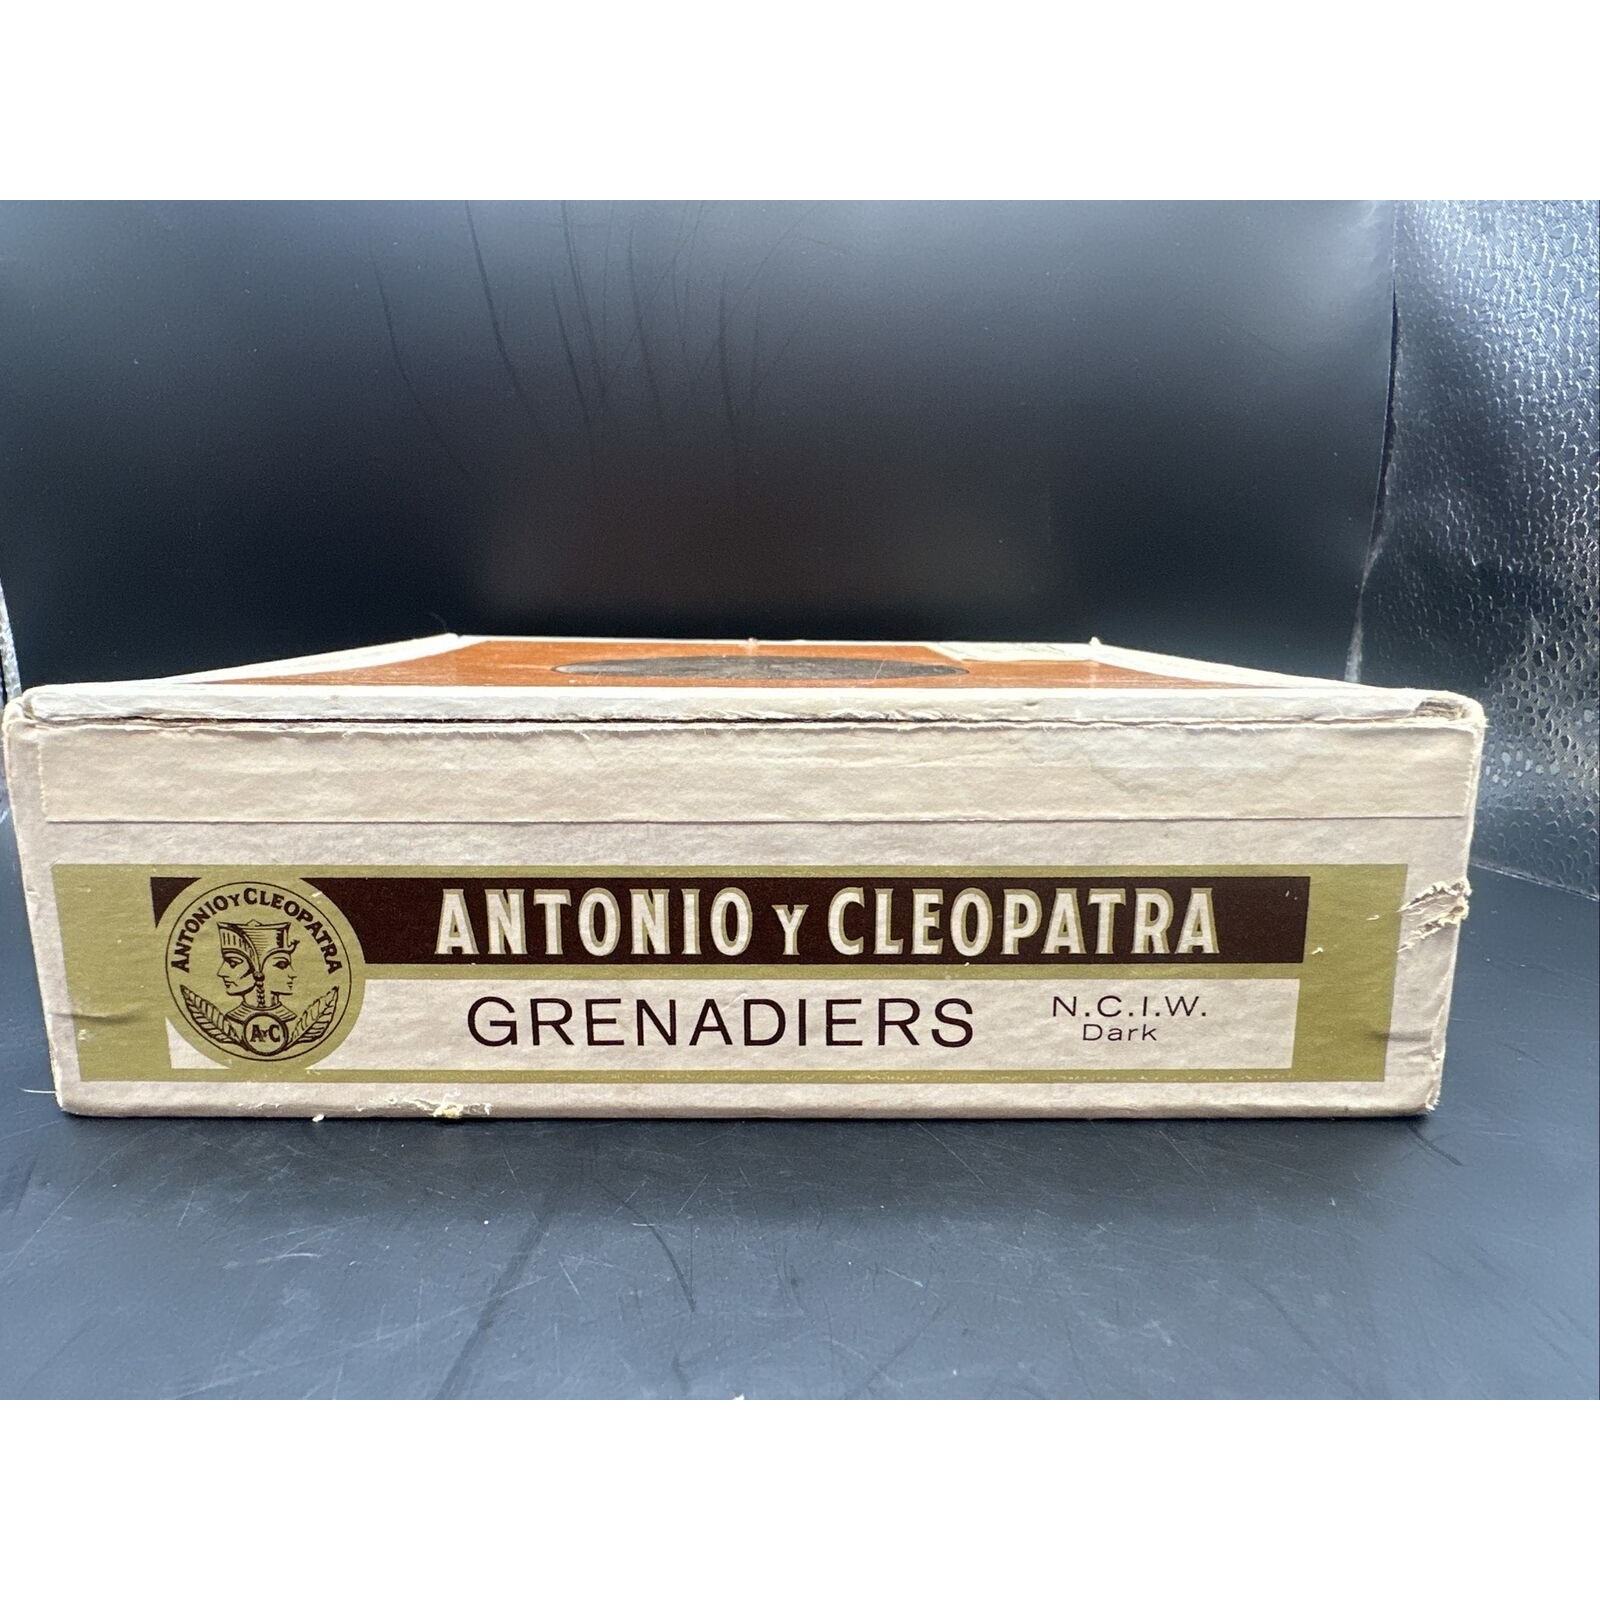 ANTONIO Y CLEOPATRA
A Y C
ANTONIO Y CLEOPATRA
GRENADIERS
N.C.I.W.
Dark